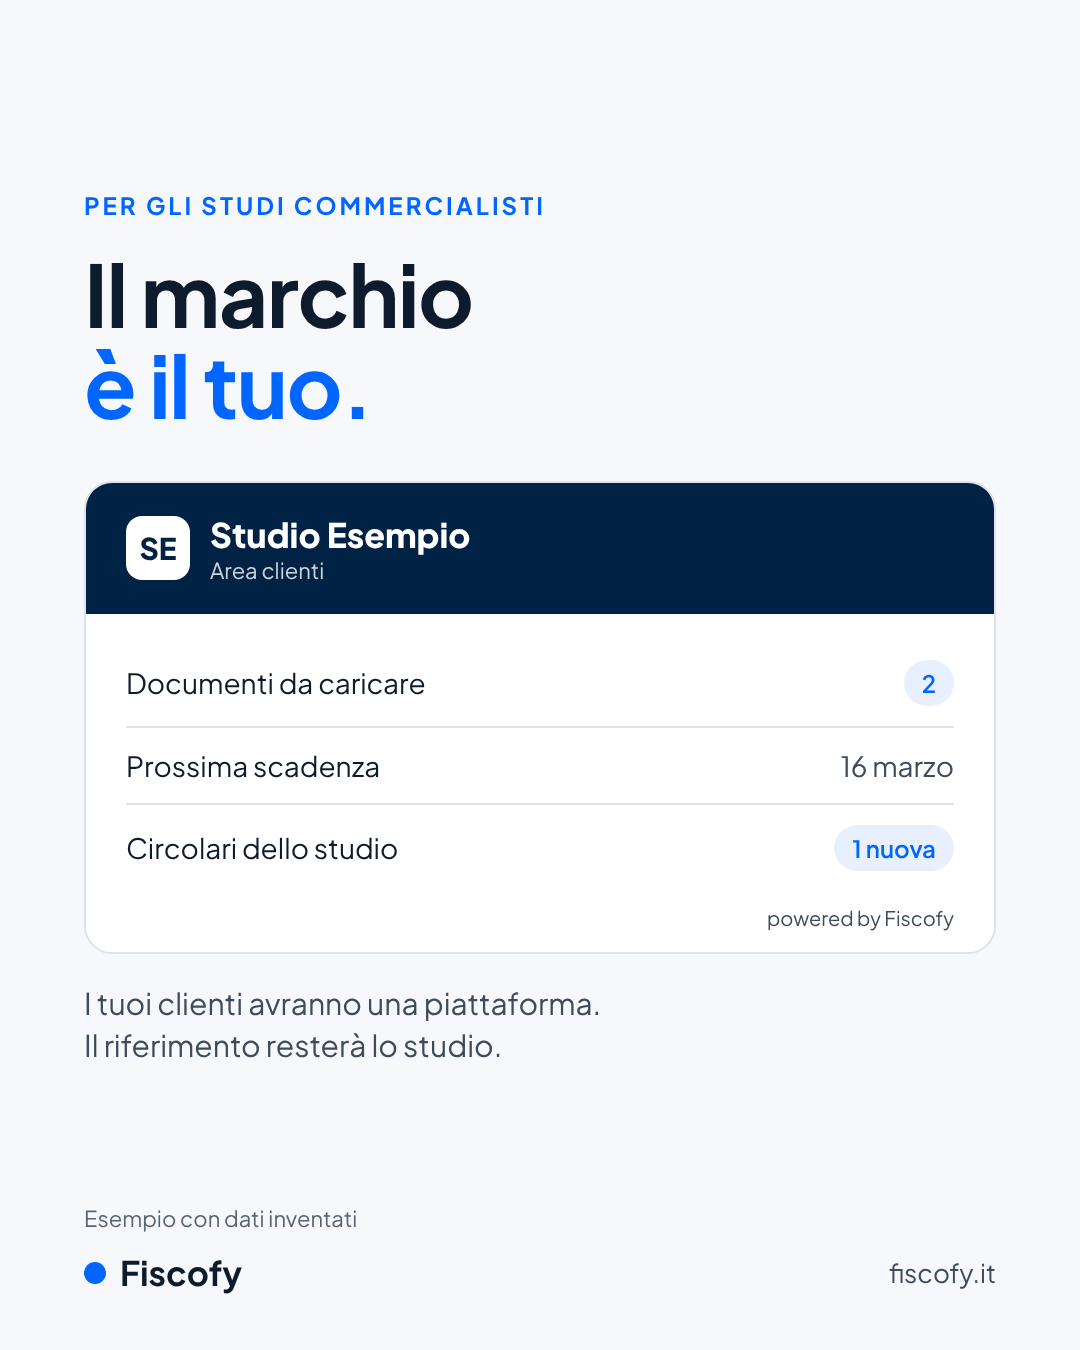 PER GLI STUDI COMMERCIALISTI
Il marchio
è il tuo.
SE
Studio Esempio
Area clienti
Documenti da caricare 2
Prossima scadenza 16 marzo
Circolari dello studio 1 nuova
powered by Fiscofy
I tuoi clienti avranno una piattaforma.
Il riferimento resterà lo studio.
Esempio con dati inventati
Fiscofy fiscofy.it